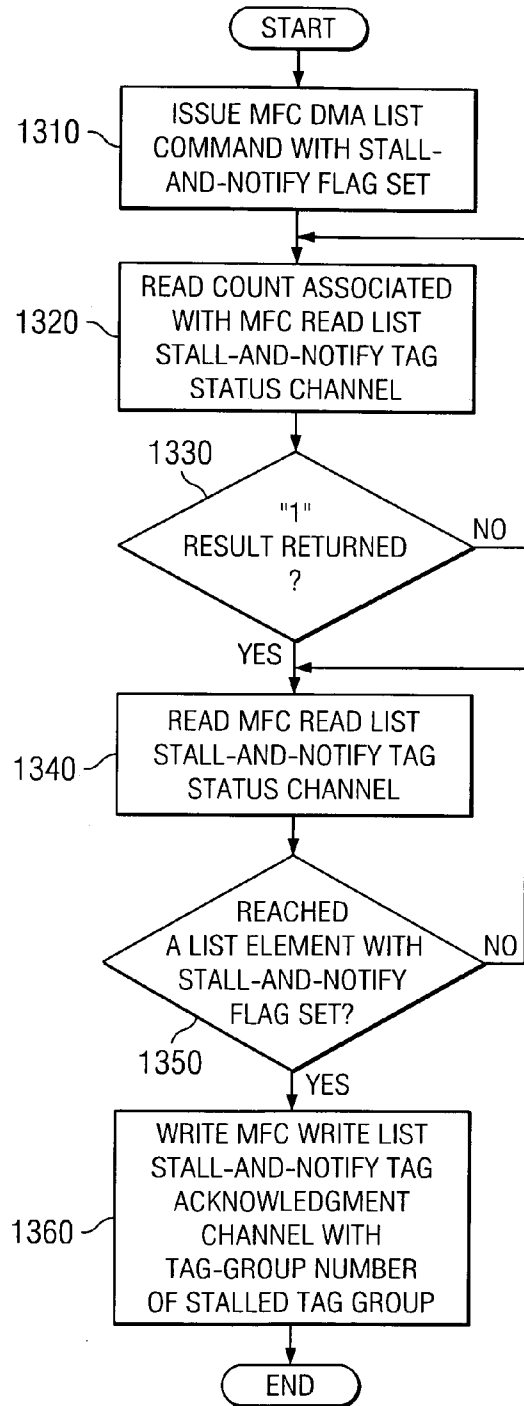 START
1310
ISSUE MFC DMA LIST
COMMAND WITH STALL-
AND-NOTIFY FLAG SET
1320
READ COUNT ASSOCIATED
WITH MFC READ LIST
STALL-AND-NOTIFY TAG
STATUS CHANNEL
1330
"1"
RESULT RETURNED
?
NO
YES
1340
READ MFC READ LIST
STALL-AND-NOTIFY TAG
STATUS CHANNEL
REACHED
A LIST ELEMENT WITH
STALL-AND-NOTIFY
FLAG SET?
NO
1350
YES
1360
WRITE MFC WRITE LIST
STALL-AND-NOTIFY TAG
ACKNOWLEDGMENT
CHANNEL WITH
TAG-GROUP NUMBER
OF STALLED TAG GROUP
END